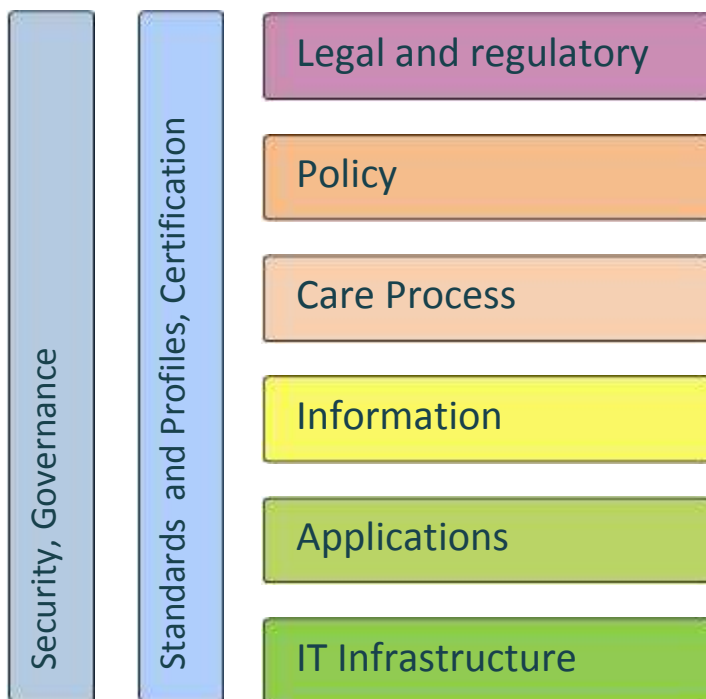 Security, Governance
Standards and Profiles, Certification
Legal and regulatory
Policy
Care Process
Information
Applications
IT Infrastructure